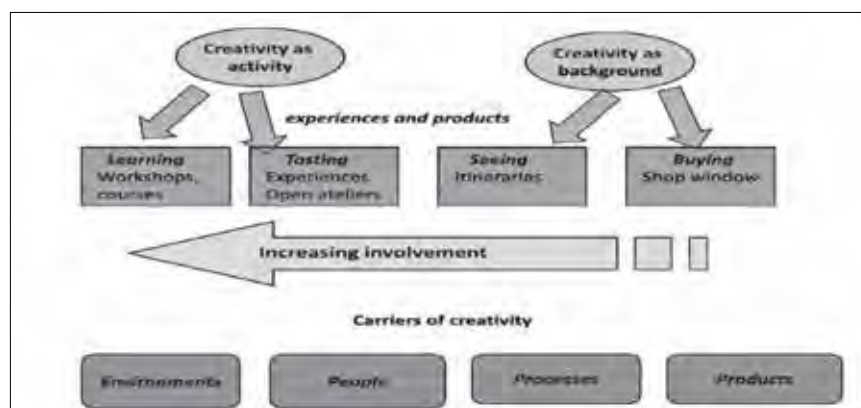 Creativity as
activity
Creativity as
background
experiences and products
Learning
Workshops,
courses
Tasting
Experiences
Open ateliers
Seeing
Itineraries
Buying
Shop window
Increasing involvement
Carriers of creativity
Environments
People
Processes
Products